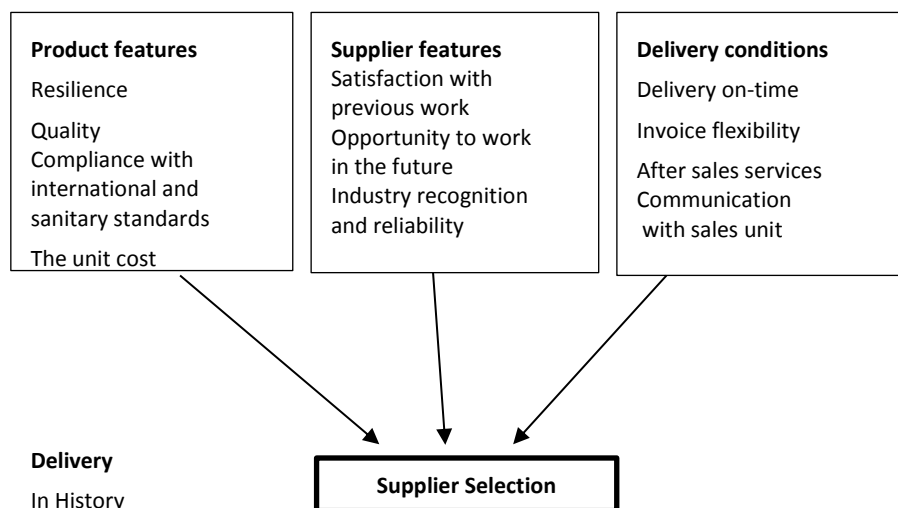 Product features
Resilience
Quality
Compliance with
international and
sanitary standards
The unit cost
Supplier features
Satisfaction with
previous work
Opportunity to work
in the future
Industry recognition
and reliability
Delivery conditions
Delivery on-time
Invoice flexibility
After sales services
Communication
with sales unit
Delivery
In History
Supplier Selection